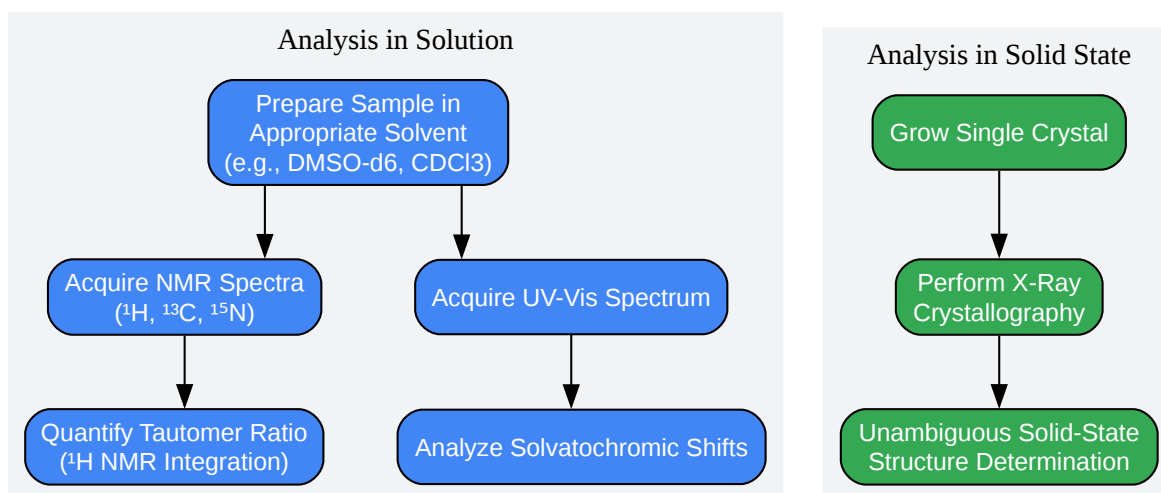 Analysis in Solution
Prepare Sample in
Appropriate Solvent
(e.g., DMSO-d6, CDCl3)
Acquire NMR Spectra
(¹H, ¹³C, ¹⁵N)
Acquire UV-Vis Spectrum
Quantify Tautomer Ratio
(¹H NMR Integration)
Analyze Solvatochromic Shifts
Analysis in Solid State
Grow Single Crystal
Perform X-Ray
Crystallography
Unambiguous Solid-State
Structure Determination